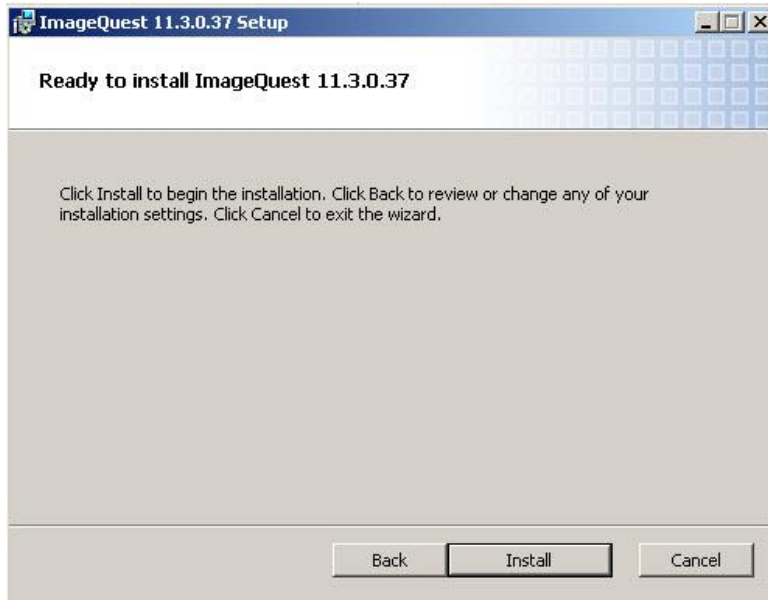 ImageQuest 11.3.0.37 Setup
Ready to install ImageQuest 11.3.0.37
Click Install to begin the installation. Click Back to review or change any of your
installation settings. Click Cancel to exit the wizard.
Back Install Cancel